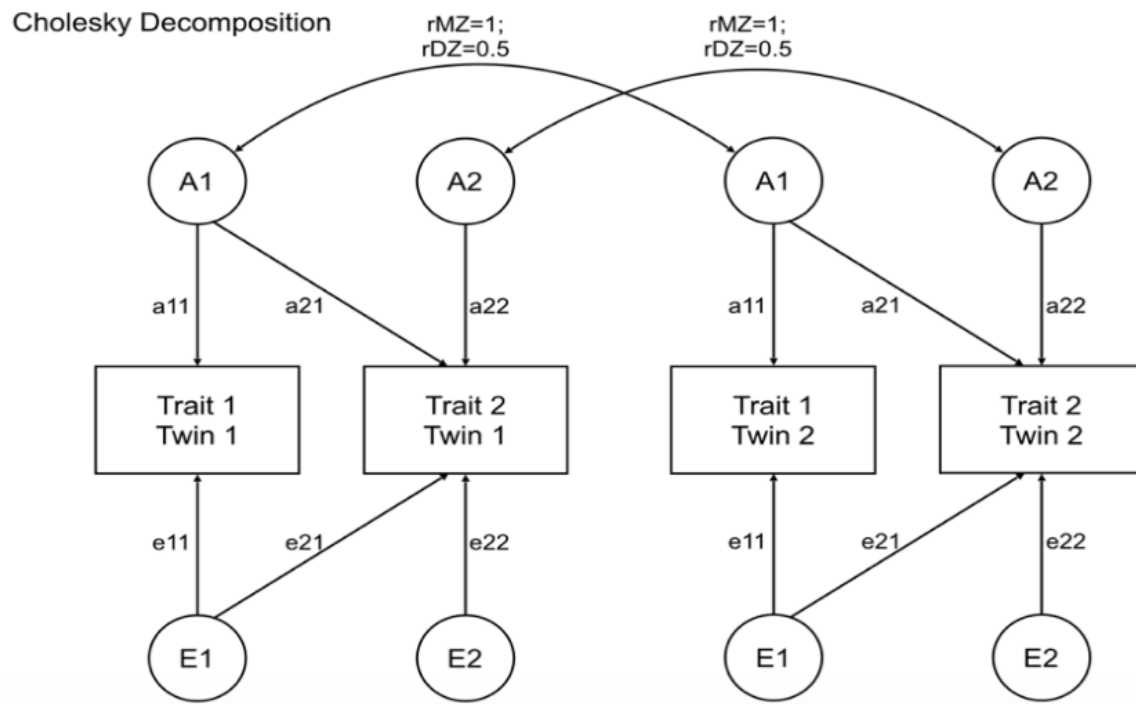 Cholesky Decomposition
rMZ=1;
rDZ=0.5
rMZ=1;
rDZ=0.5
A1
A2
A1
A2
a11
a21
a22
a11
a21
a22
Trait 1
Twin 1
Trait 2
Twin 1
Trait 1
Twin 2
Trait 2
Twin 2
e11
e21
e22
e11
e21
e22
E1
E2
E1
E2